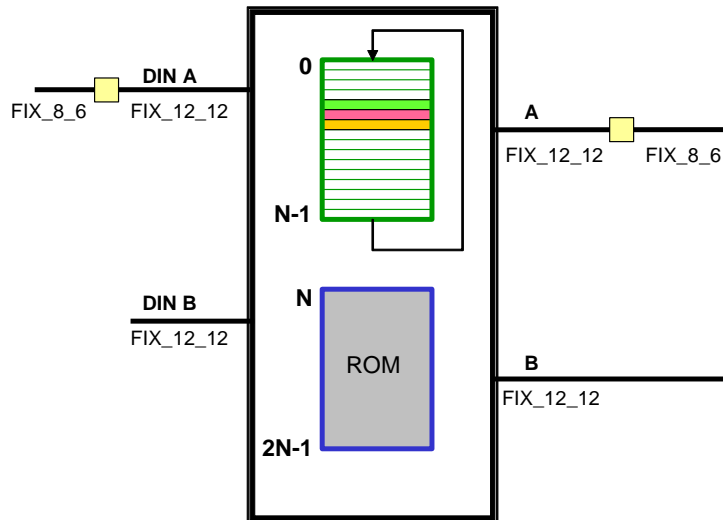 0
DIN A
FIX_8_6
FIX_12_12
A
FIX_12_12
FIX_8_6
N-1
N
DIN B
FIX_12_12
ROM
B
FIX_12_12
2N-1